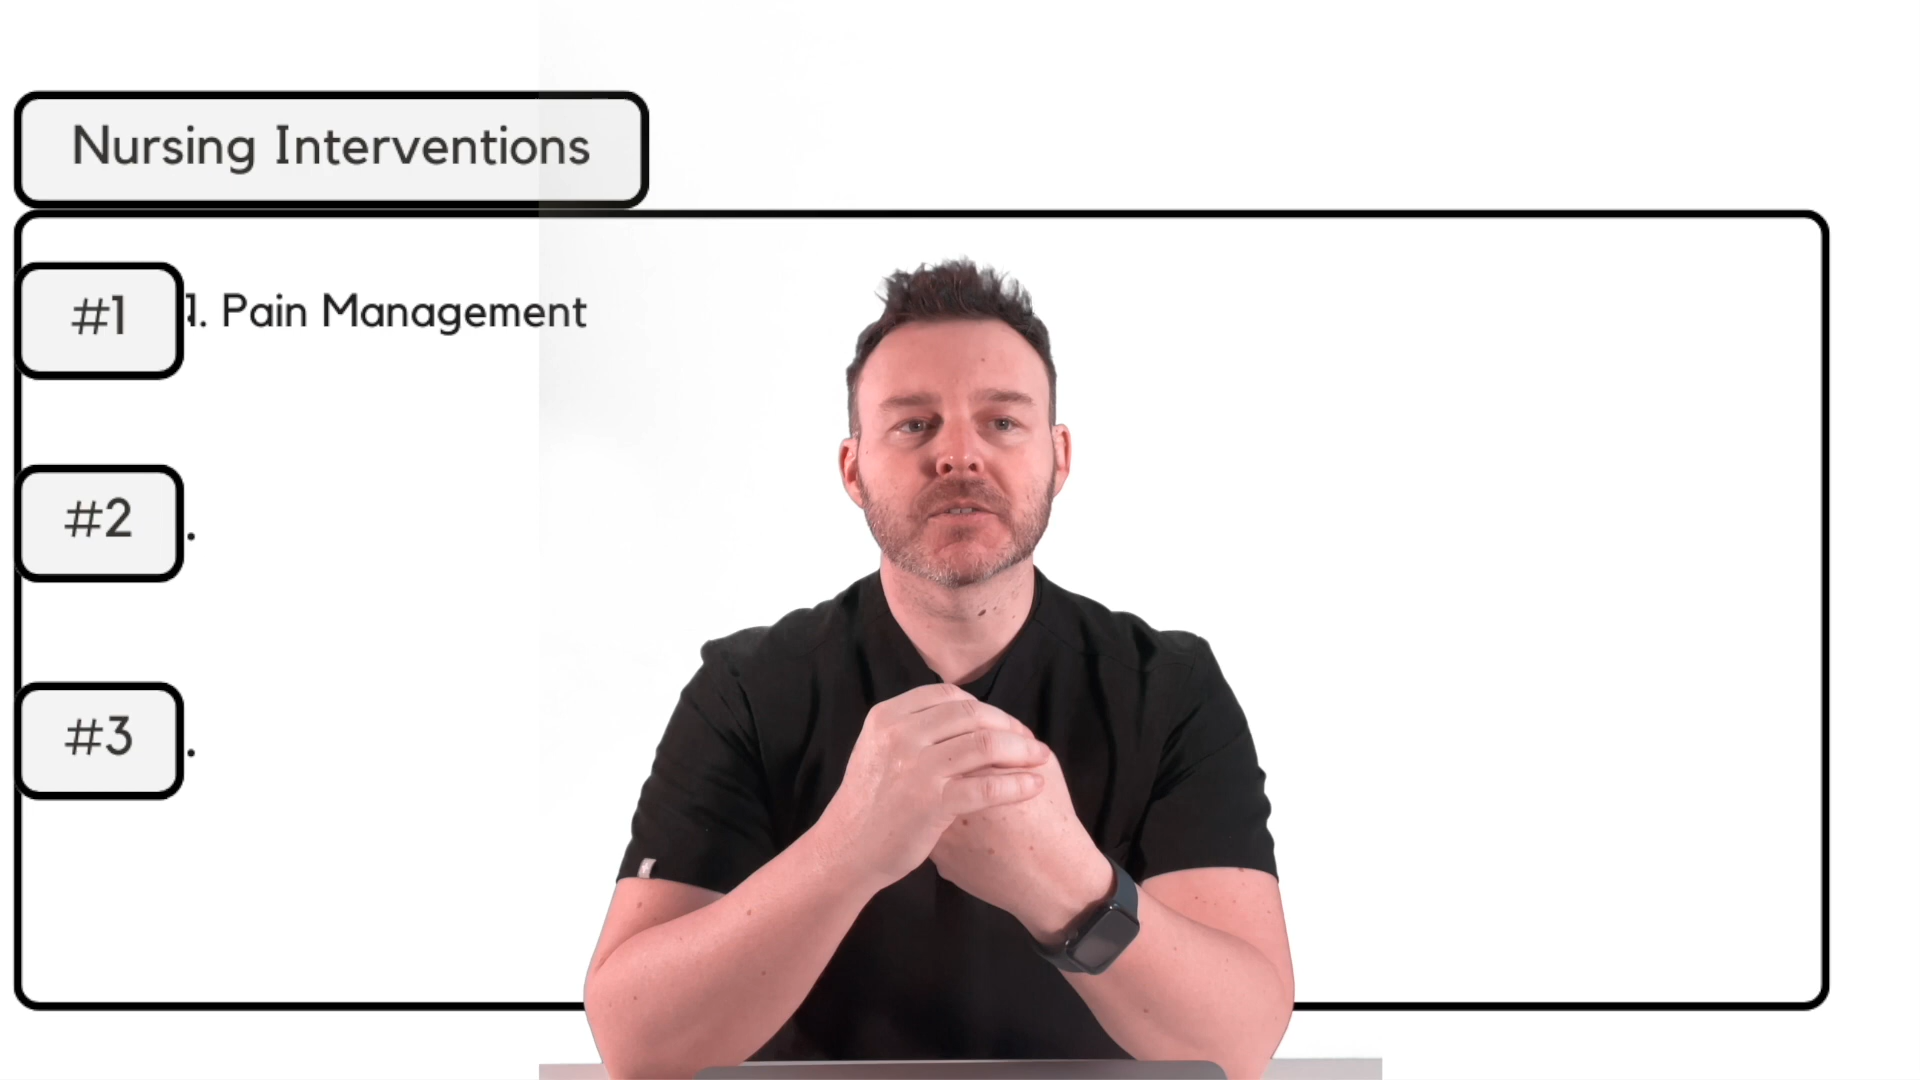 Nursing Interventions
#1
1. Pain Management
#2
.
#3
.